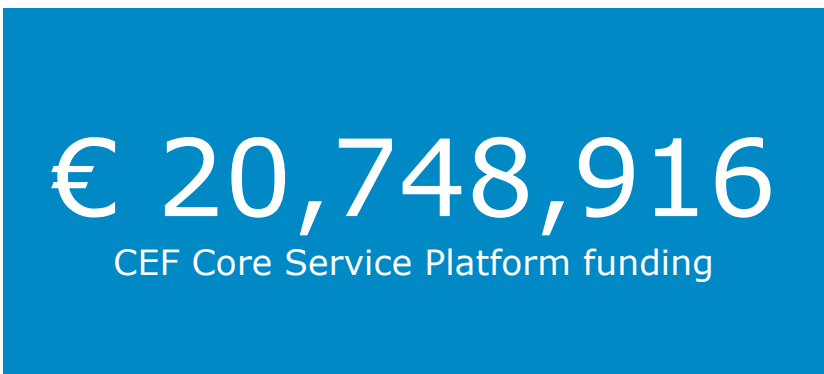 € 20,748,916
CEF Core Service Platform funding